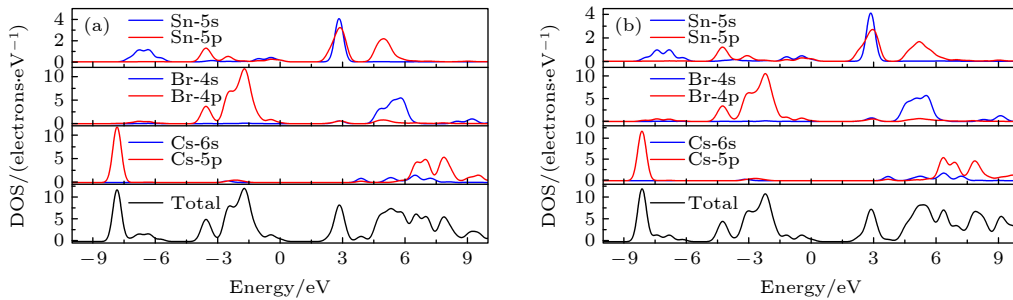 (a)
Sn-5s
Sn-5p
4
2
0
Br-4s
Br-4p
10
5
0
Cs-6s
Cs-5p
10
5
0
Total
10
5
0
−9 −6 −3 0 3 6 9
Energy/eV
DOS/(electrons·eV⁻¹)
(b)
Sn-5s
Sn-5p
4
2
0
Br-4s
Br-4p
10
5
0
Cs-6s
Cs-5p
10
5
0
Total
10
5
0
−9 −6 −3 0 3 6 9
Energy/eV
DOS/(electrons·eV⁻¹)